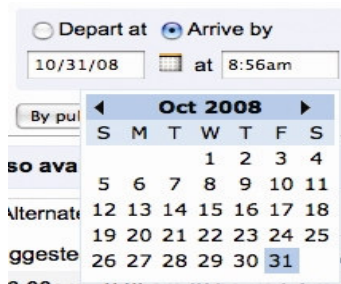 Depart at Arrive by
10/31/08 at 8:56am
By pu
Oct 2008
S M T W T F S
so ava
1 2 3 4
5 6 7 8 9 10 11
Alternate
12 13 14 15 16 17 18
19 20 21 22 23 24 25
ggeste
26 27 28 29 30 31